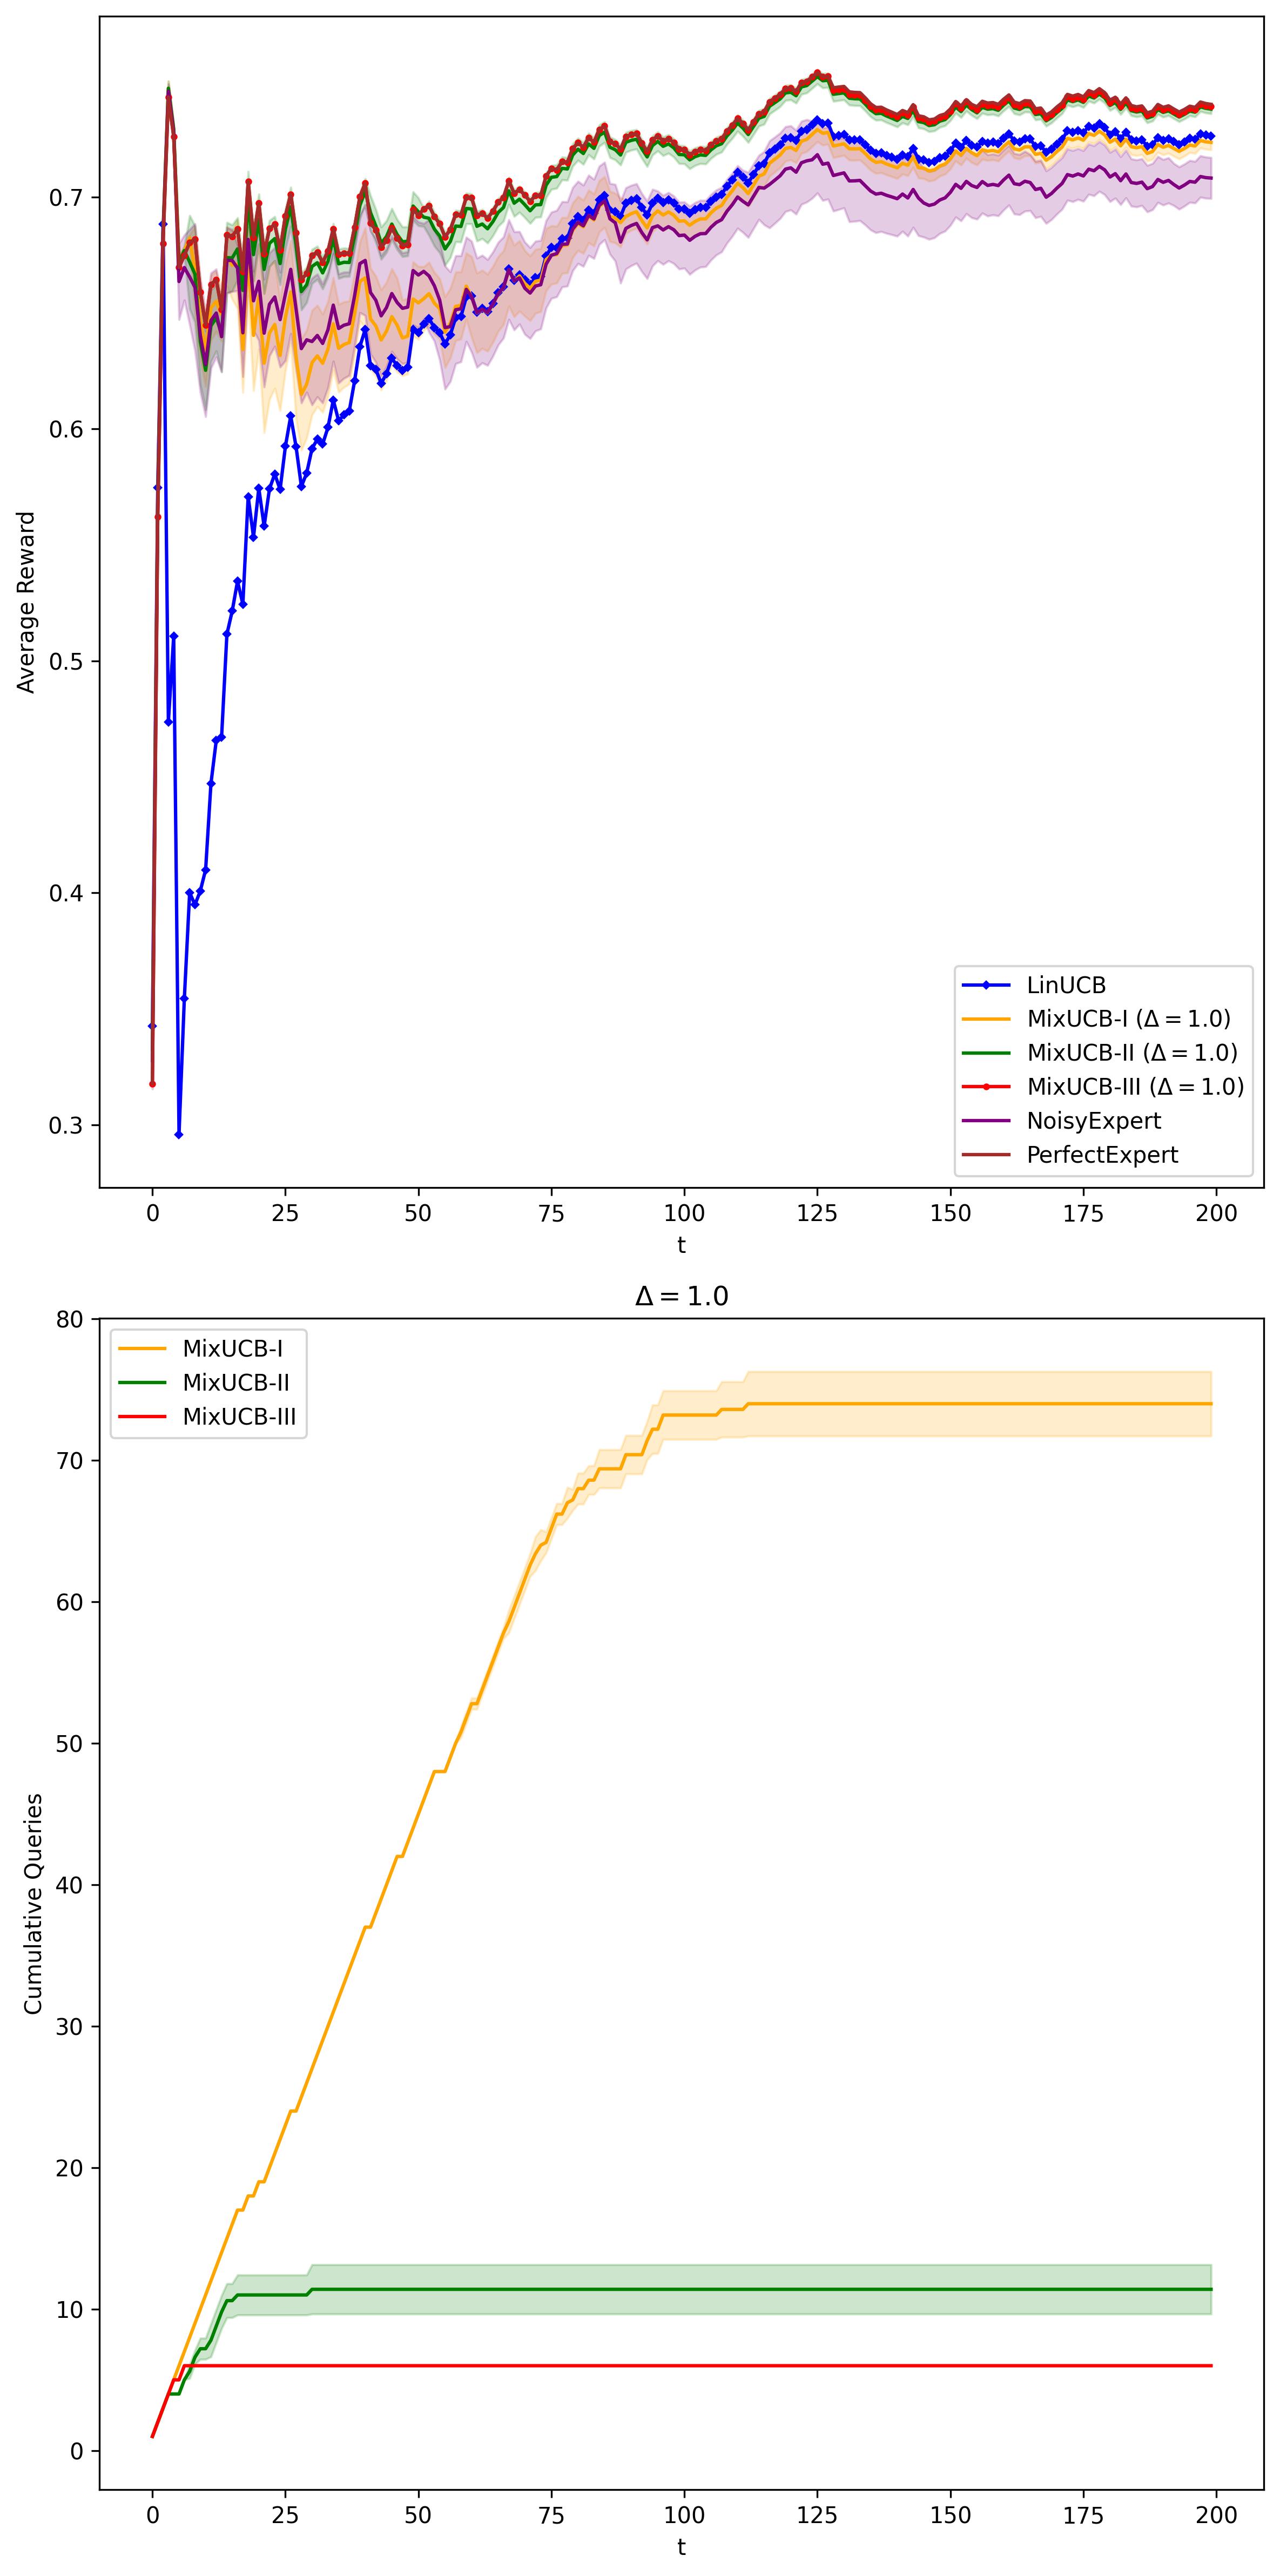 0.7
0.6
0.5
0.4
0.3
Average Reward
LinUCB
MixUCB-I (Δ = 1.0)
MixUCB-II (Δ = 1.0)
MixUCB-III (Δ = 1.0)
NoisyExpert
PerfectExpert
0 25 50 75 100 125 150 175 200
t
Δ = 1.0
80
70
60
50
40
30
20
10
0
Cumulative Queries
MixUCB-I
MixUCB-II
MixUCB-III
0 25 50 75 100 125 150 175 200
t